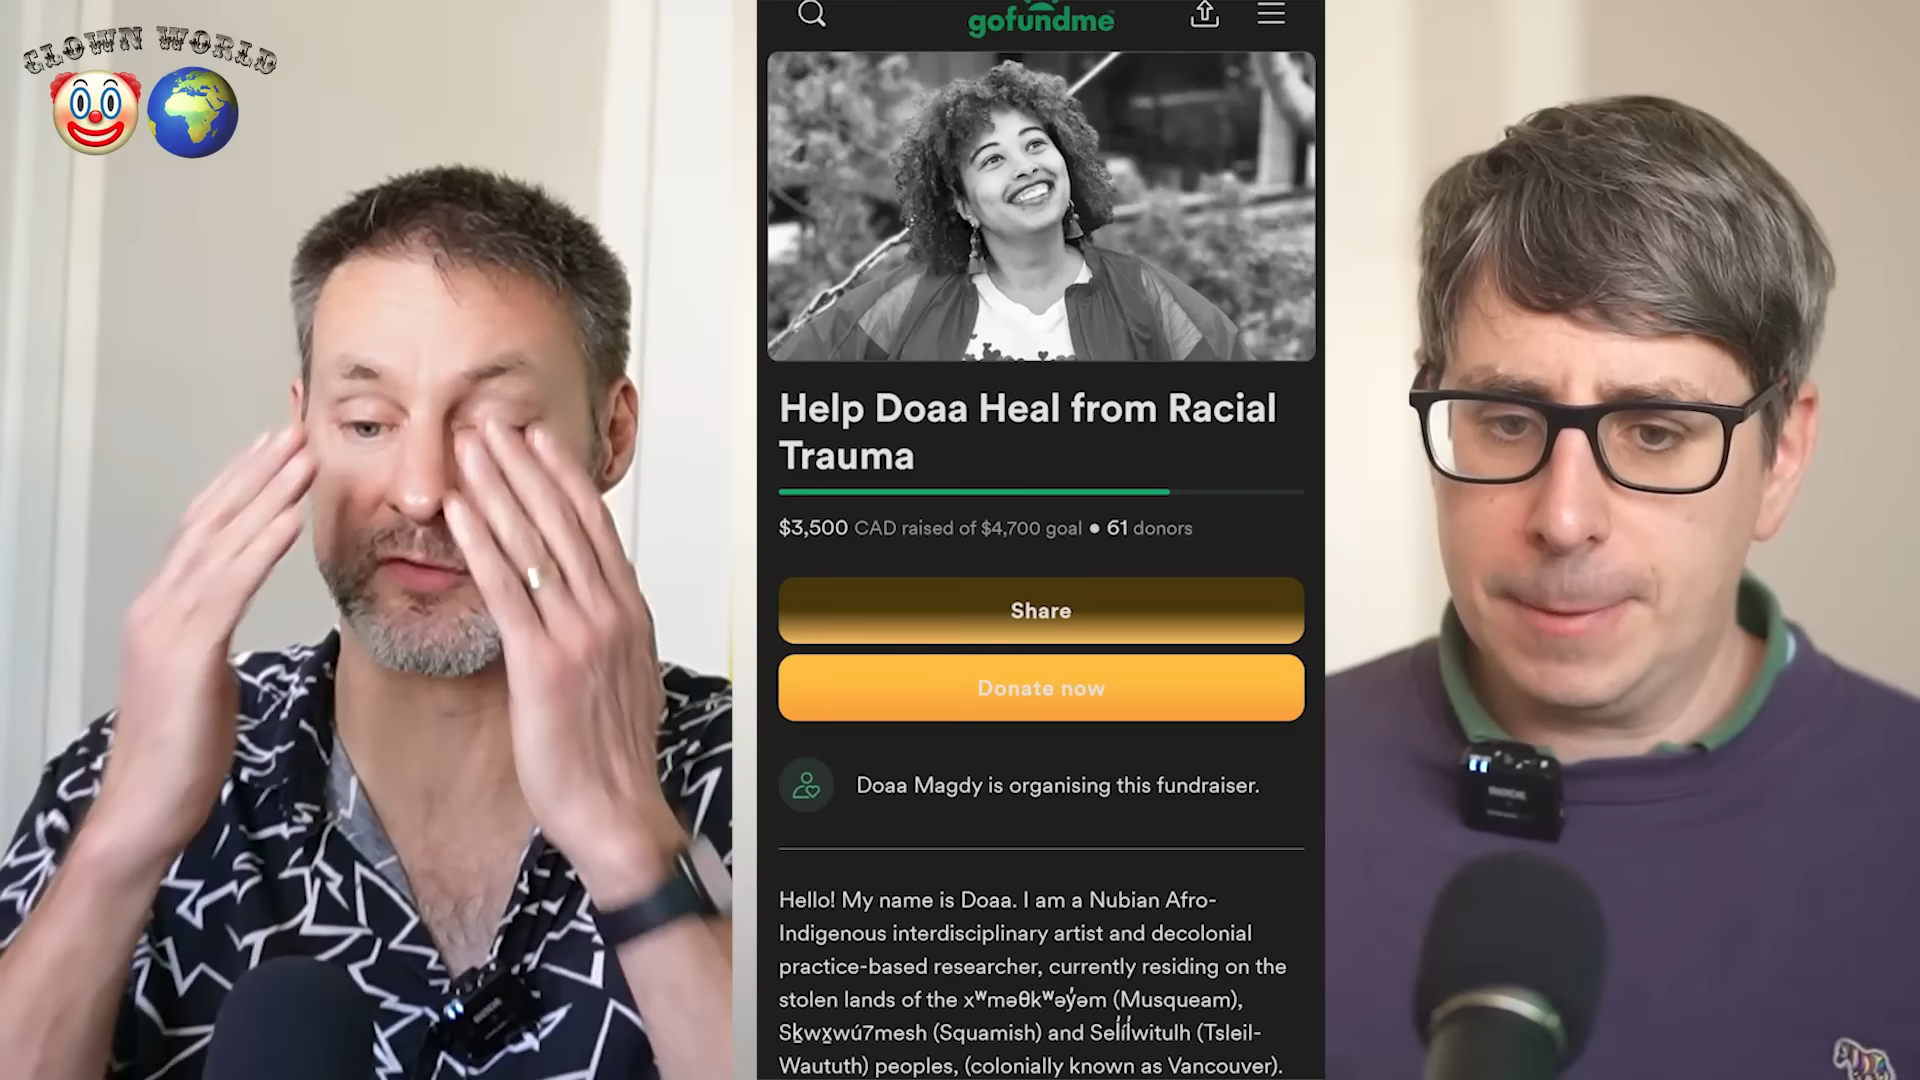 CLOWN WORLD
gofundme
Help Doaa Heal from Racial
Trauma
$3,500 CAD raised of $4,700 goal • 61 donors
Share
Donate now
Doaa Magdy is organising this fundraiser.
Hello! My name is Doaa. I am a Nubian Afro-
Indigenous interdisciplinary artist and decolonial
practice-based researcher, currently residing on the
stolen lands of the xʷməθkʷəy̓əm (Musqueam),
Sḵwx̱wú7mesh (Squamish) and Sel̓íl̓witulh (Tsleil-
Waututh) peoples, (colonially known as Vancouver).